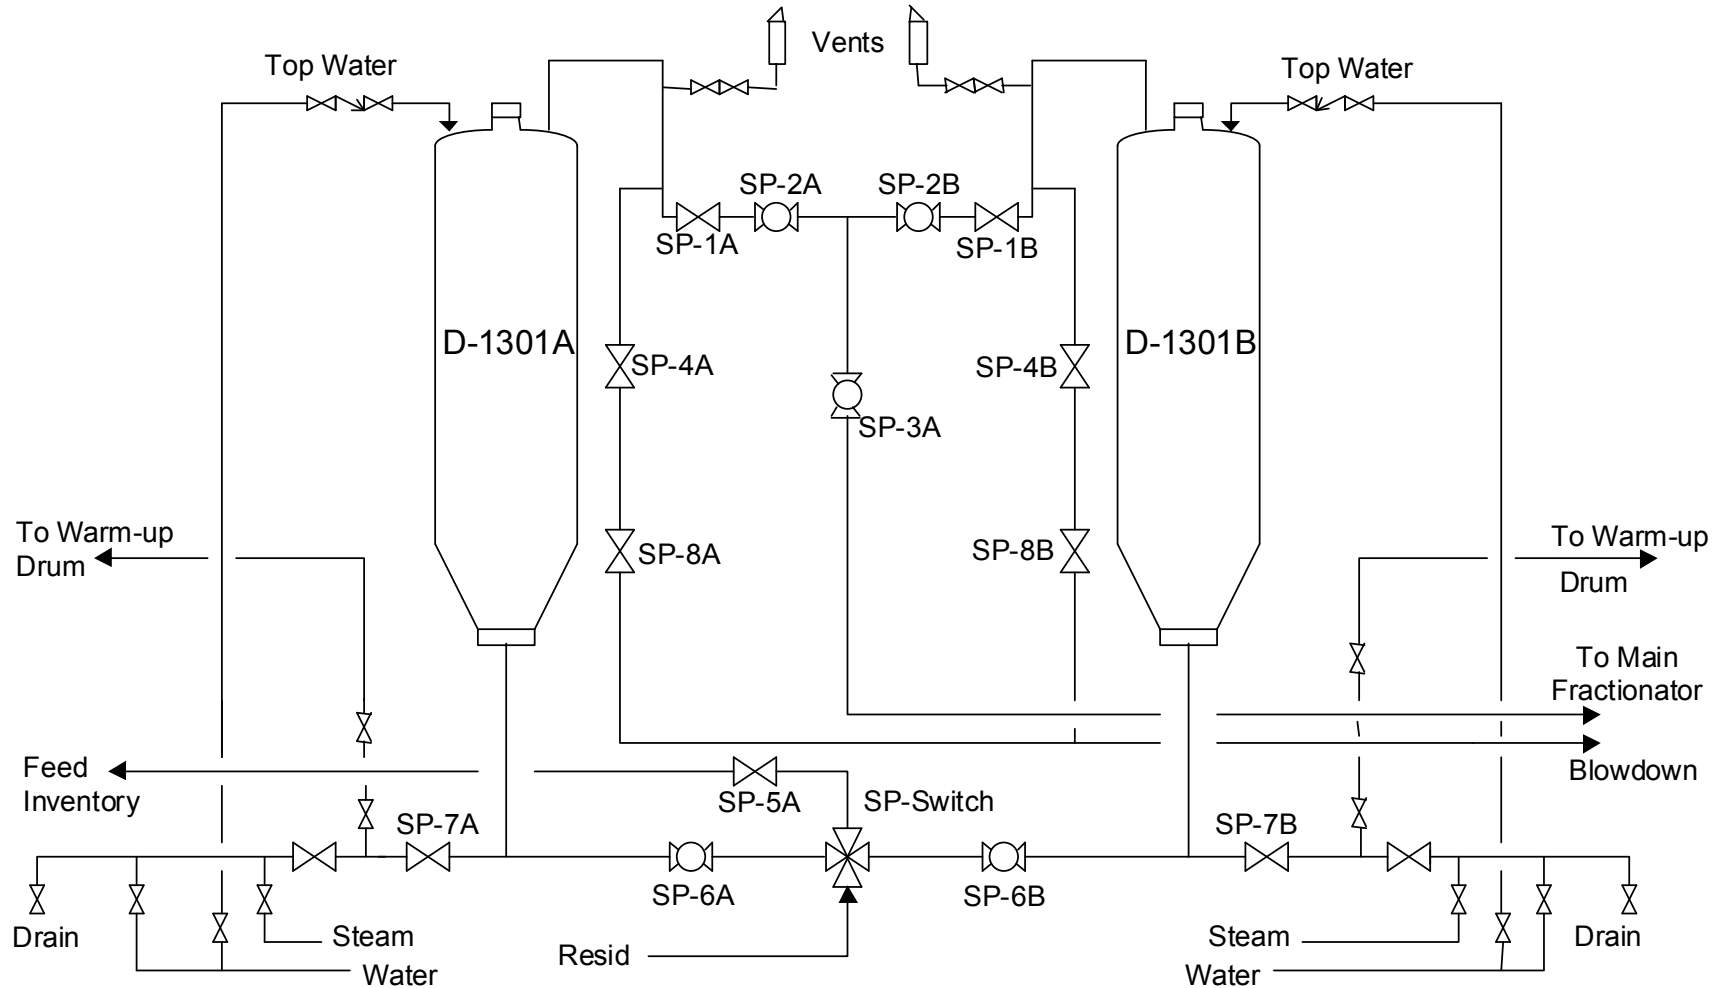 Vents
Top Water
Top Water
SP-2A
SP-2B
SP-1A
SP-1B
D-1301A
D-1301B
SP-4A
SP-4B
SP-3A
To Warm-up
Drum
SP-8A
SP-8B
To Warm-up
Drum
To Main
Fractionator
Blowdown
Feed
Inventory
SP-5A
SP-Switch
SP-7A
SP-7B
SP-6A
SP-6B
Drain
Steam
Water
Resid
Steam
Water
Drain